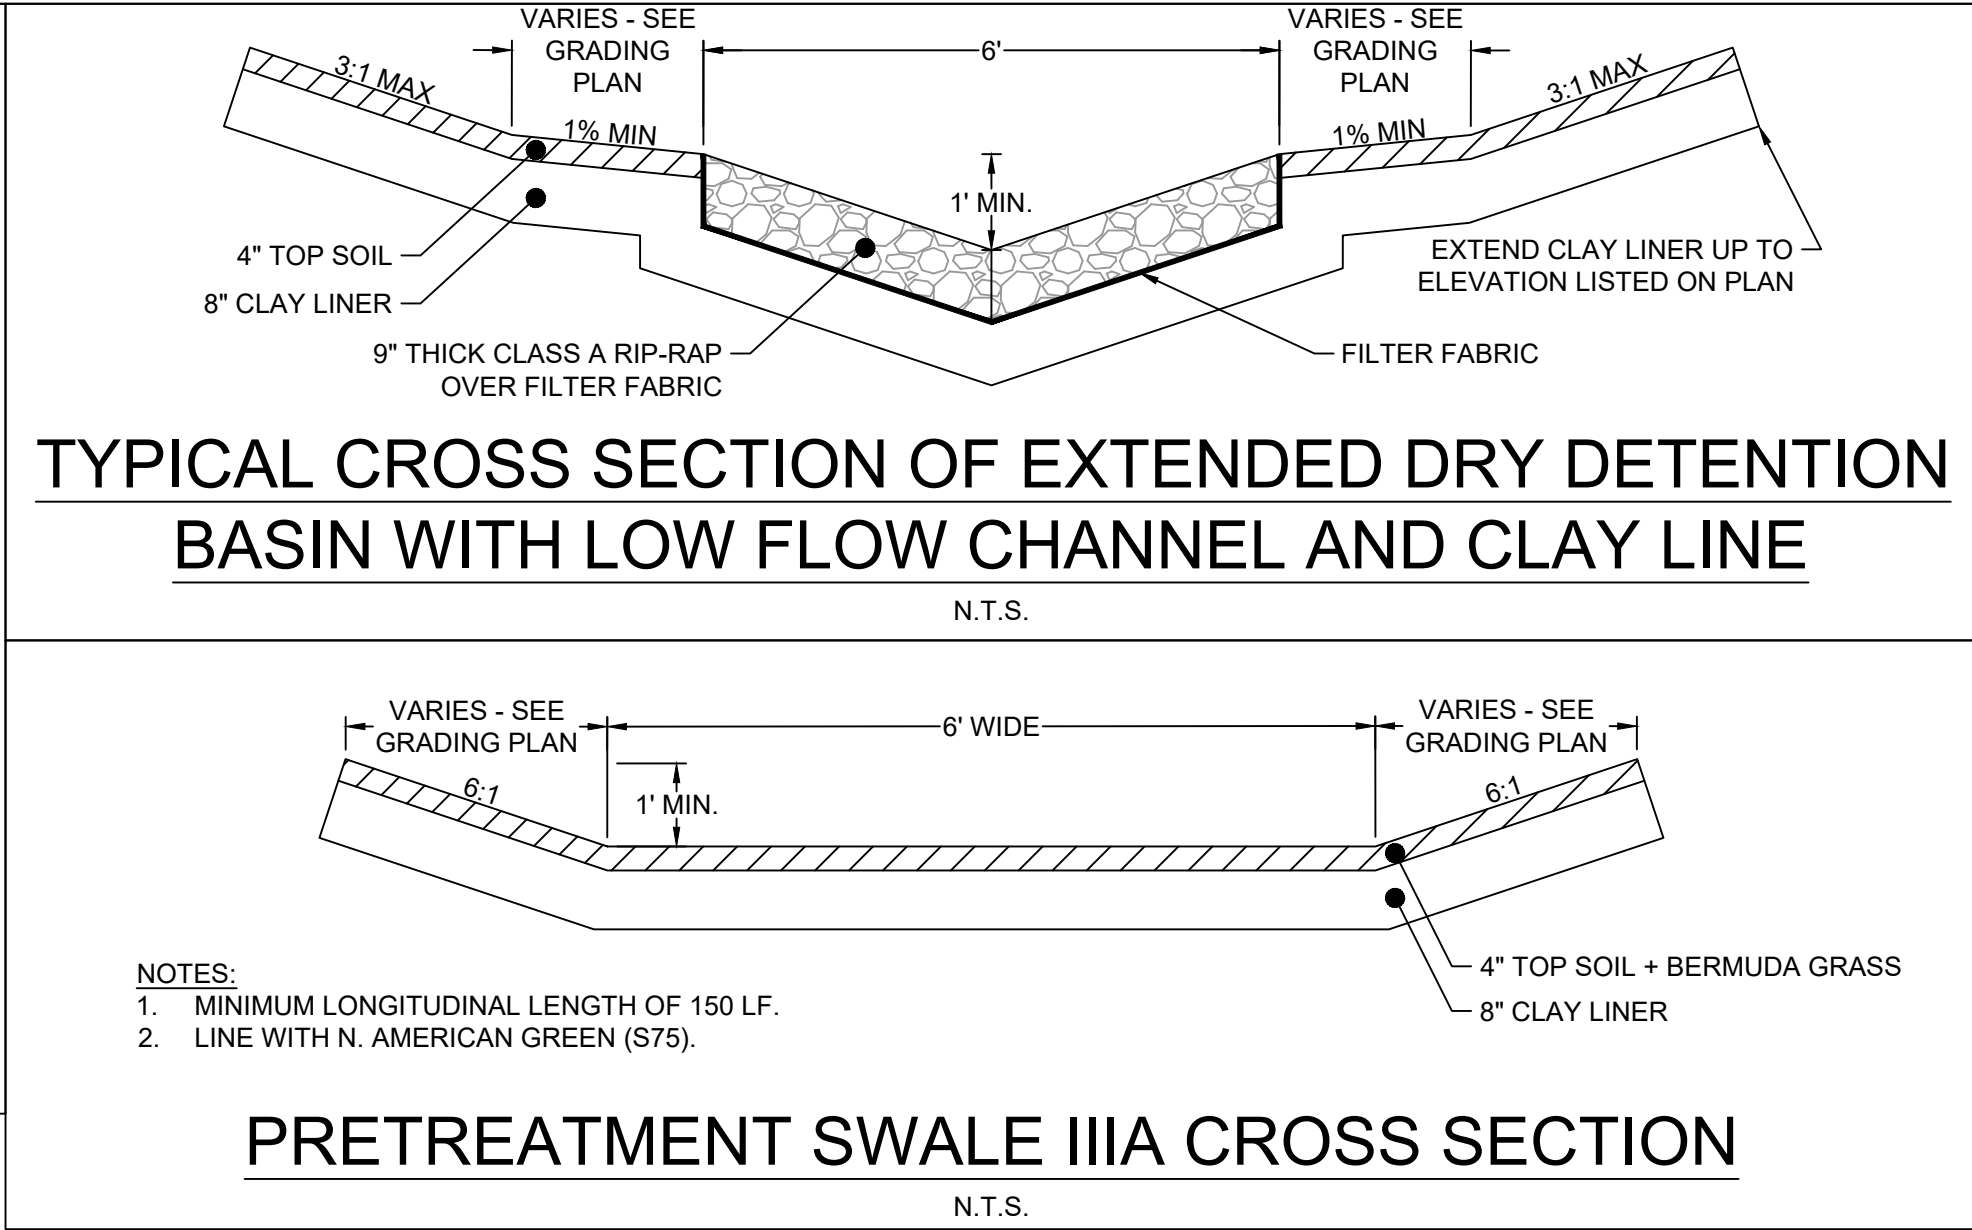 VARIES - SEE
GRADING
PLAN
6'
VARIES - SEE
GRADING
PLAN
3:1 MAX
3:1 MAX
1% MIN
1% MIN
1' MIN.
4" TOP SOIL
8" CLAY LINER
9" THICK CLASS A RIP-RAP
OVER FILTER FABRIC
EXTEND CLAY LINER UP TO
ELEVATION LISTED ON PLAN
FILTER FABRIC
TYPICAL CROSS SECTION OF EXTENDED DRY DETENTION
BASIN WITH LOW FLOW CHANNEL AND CLAY LINE
N.T.S.
VARIES - SEE
GRADING PLAN
6' WIDE
VARIES - SEE
GRADING PLAN
6:1
1' MIN.
6:1
4" TOP SOIL + BERMUDA GRASS
8" CLAY LINER
NOTES:
1. MINIMUM LONGITUDINAL LENGTH OF 150 LF.
2. LINE WITH N. AMERICAN GREEN (S75).
PRETREATMENT SWALE IIIA CROSS SECTION
N.T.S.